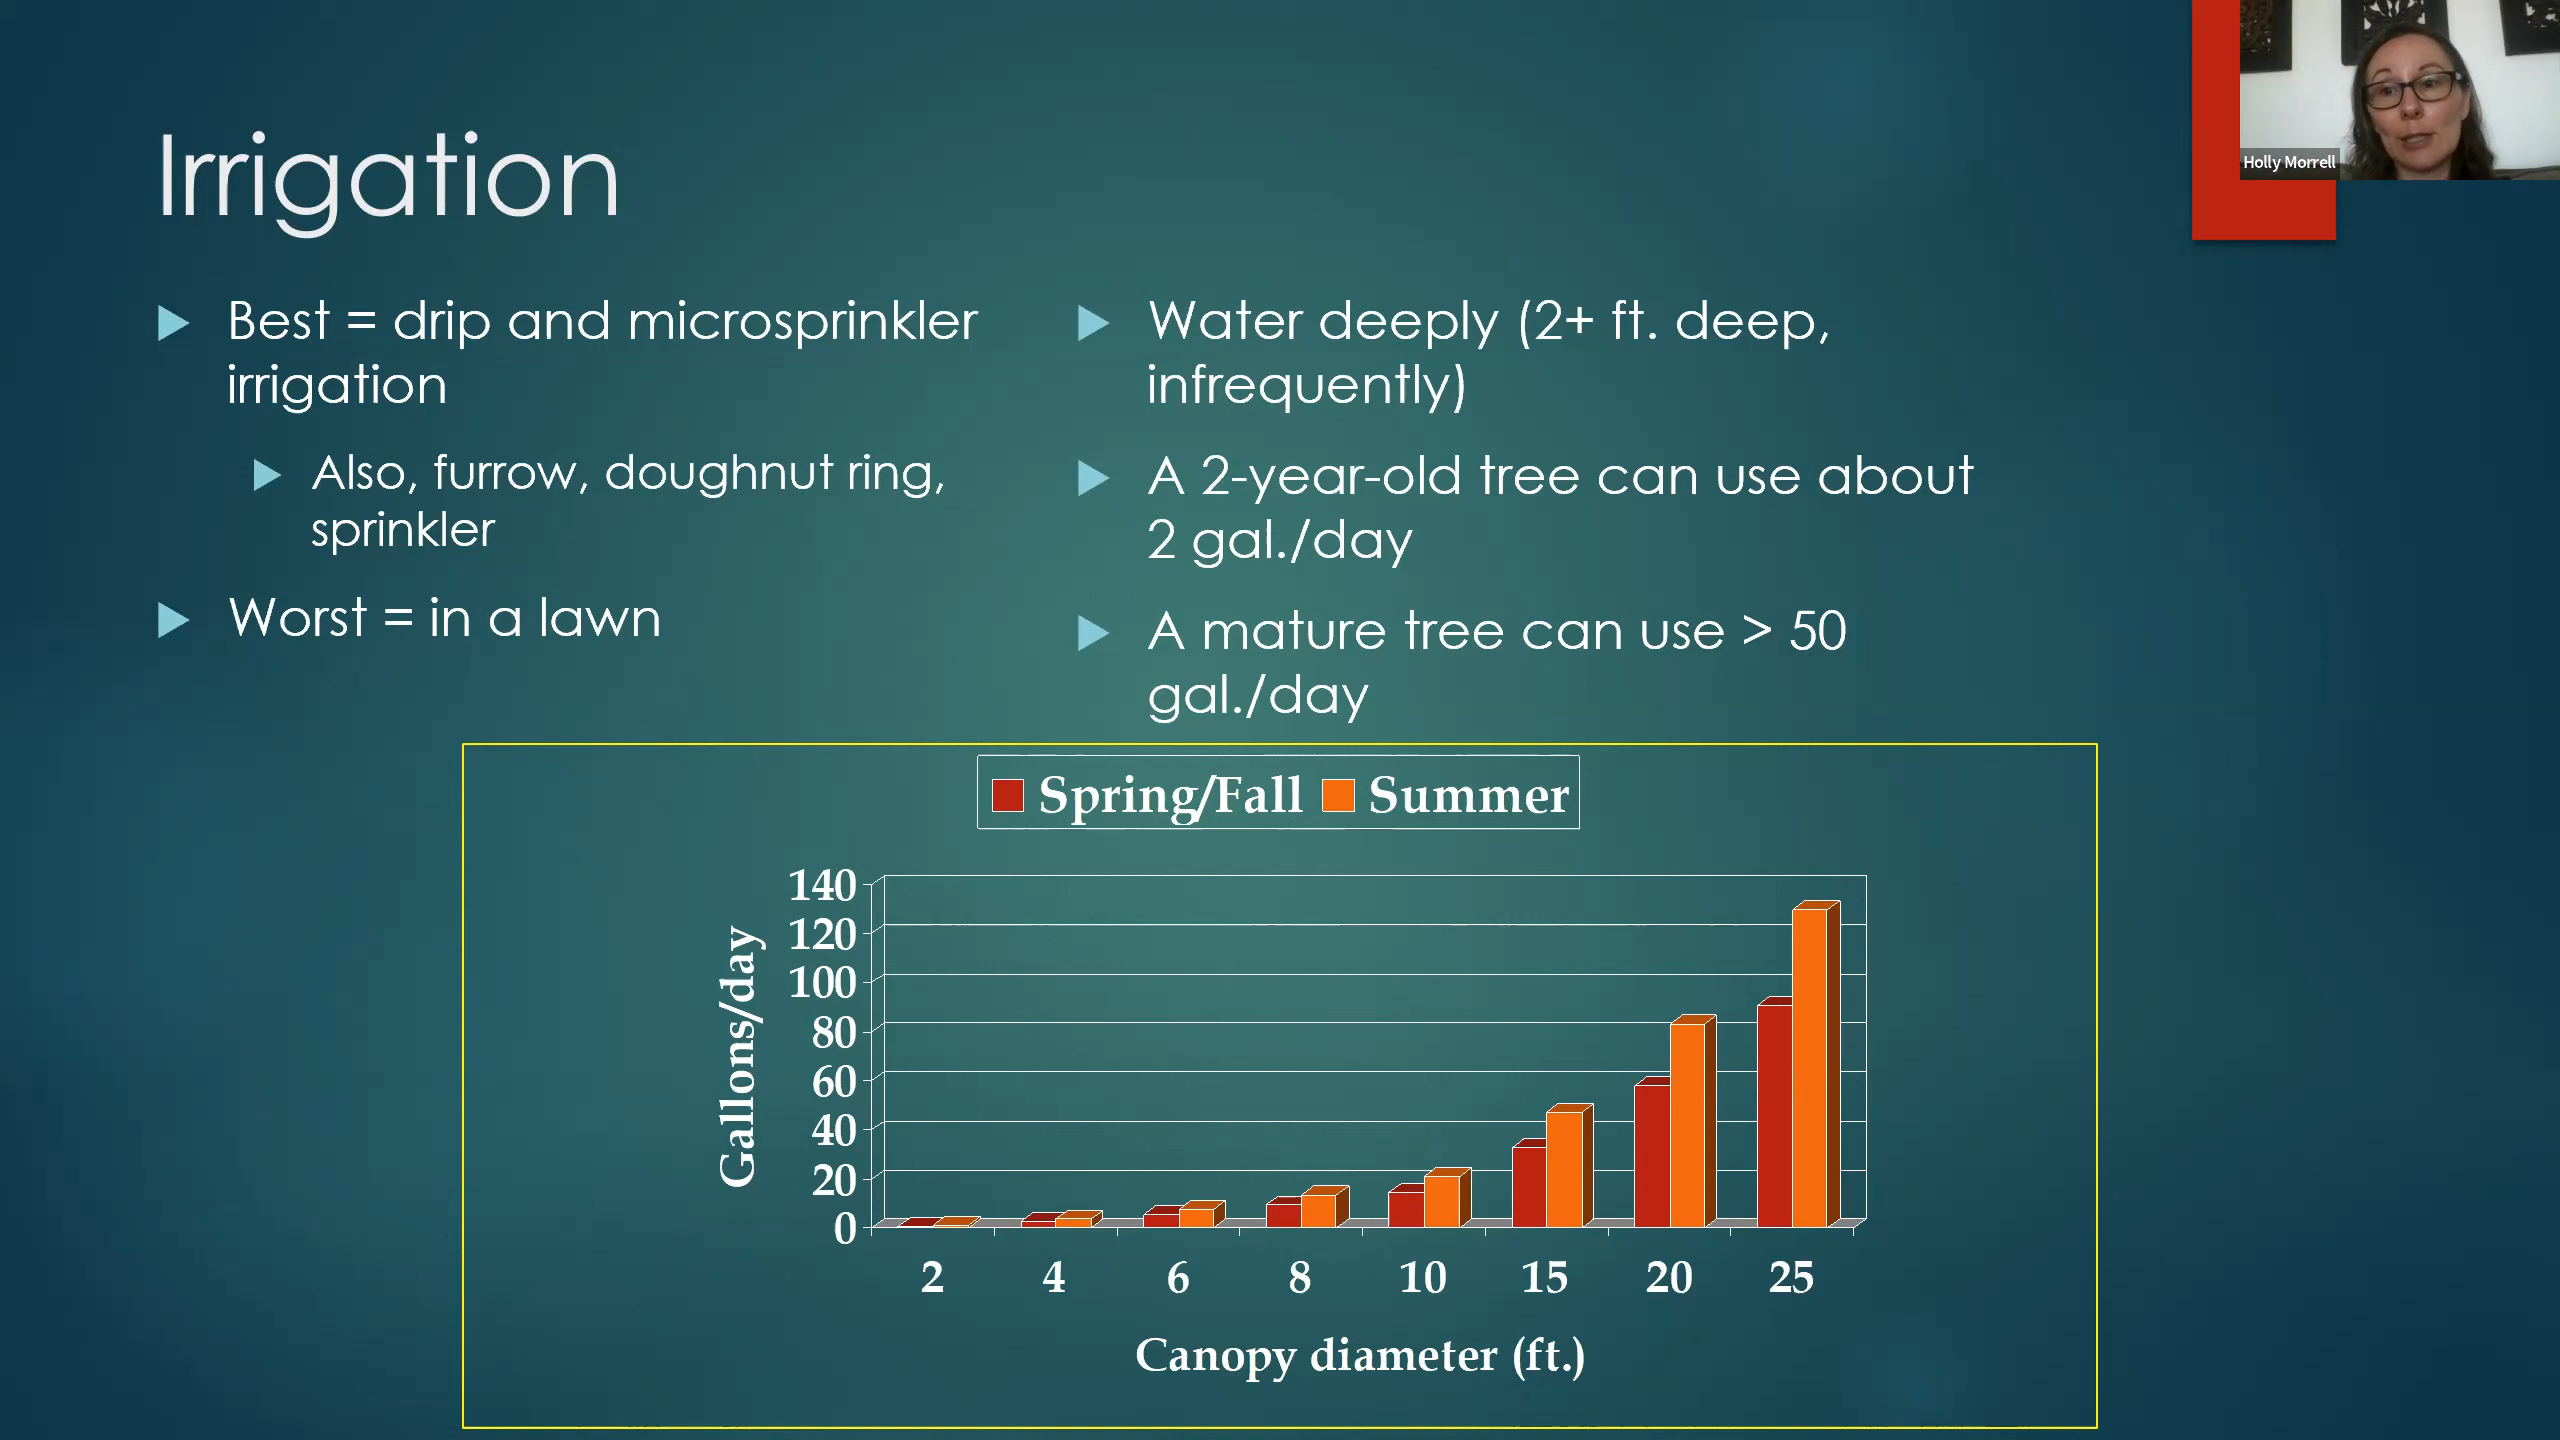 Irrigation
Holly Morrell
Best = drip and microsprinkler
irrigation
Also, furrow, doughnut ring,
sprinkler
Worst = in a lawn
Water deeply (2+ ft. deep,
infrequently)
A 2-year-old tree can use about
2 gal./day
A mature tree can use > 50
gal./day
Spring/Fall Summer
Gallons/day
140
120
100
80
60
40
20
0
2 4 6 8 10 15 20 25
Canopy diameter (ft.)